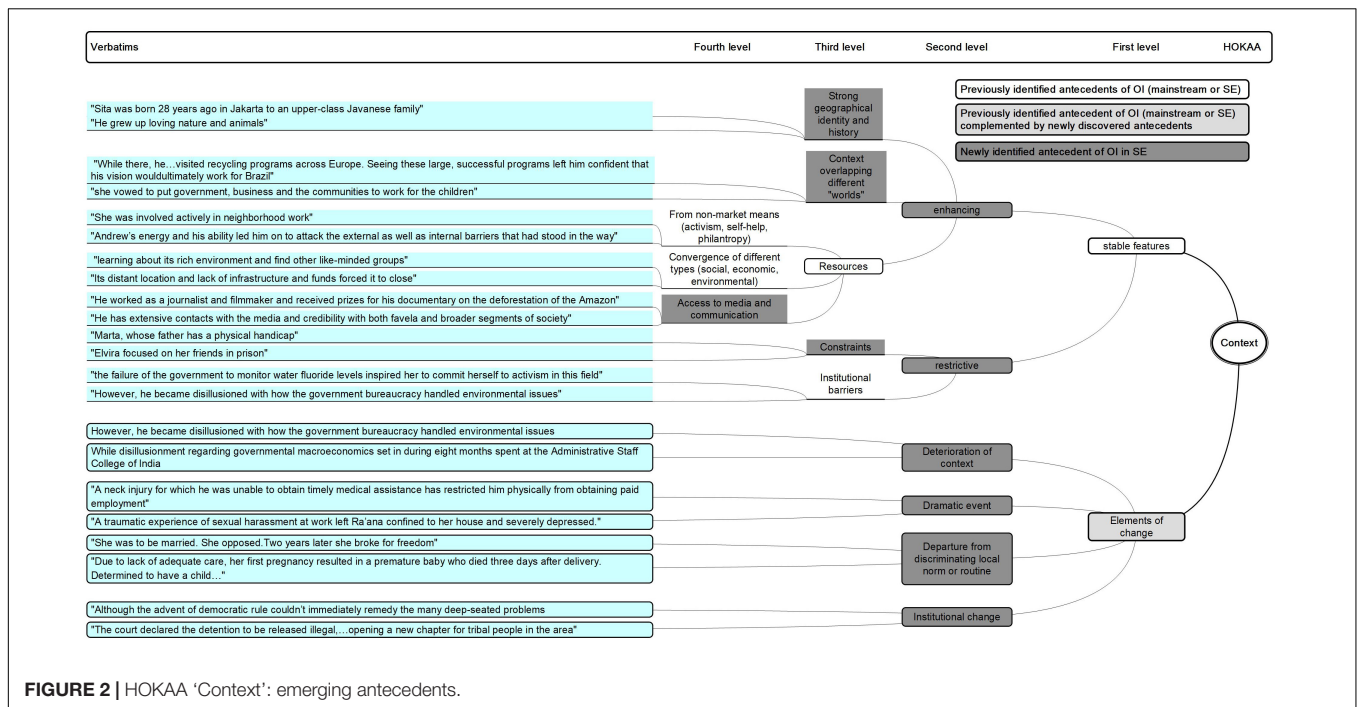 Verbatims Fourth level Third level Second level First level HOKAA
Previously identified antecedents of OI (mainstream or SE)
Previously identified antecedent of OI (mainstream or SE)
complemented by newly discovered antecedents
Newly identified antecedent of OI in SE
"Sita was born 28 years ago in Jakarta to an upper-class Javanese family"
"He grew up loving nature and animals"
Strong
geographical
identity and
history
"While there, he…visited recycling programs across Europe. Seeing these large, successful programs left him confident that
his vision wouldultimately work for Brazil"
"she vowed to put government, business and the communities to work for the children"
Context
overlapping
different
"worlds"
enhancing
"She was involved actively in neighborhood work"
"Andrew's energy and his ability led him on to attack the external as well as internal barriers that had stood in the way"
From non-market means
(activism, self-help,
philantropy)
"learning about its rich environment and find other like-minded groups"
"Its distant location and lack of infrastructure and funds forced it to close"
Convergence of different
types (social, economic,
environmental)
Resources
stable features
"He worked as a journalist and filmmaker and received prizes for his documentary on the deforestation of the Amazon"
"He has extensive contacts with the media and credibility with both favela and broader segments of society"
Access to media and
communication
"Marta, whose father has a physical handicap"
"Elvira focused on her friends in prison"
Constraints
restrictive
Context
"the failure of the government to monitor water fluoride levels inspired her to commit herself to activism in this field"
"However, he became disillusioned with how the government bureaucracy handled environmental issues"
Institutional
barriers
However, he became disillusioned with how the government bureaucracy handled environmental issues
While disillusionment regarding governmental macroeconomics set in during eight months spent at the Administrative Staff
College of India
Deterioration of
context
"A neck injury for which he was unable to obtain timely medical assistance has restricted him physically from obtaining paid
employment"
"A traumatic experience of sexual harassment at work left Ra'ana confined to her house and severely depressed."
Dramatic event
Elements of
change
"She was to be married. She opposed.Two years later she broke for freedom"
"Due to lack of adequate care, her first pregnancy resulted in a premature baby who died three days after delivery.
Determined to have a child…"
Departure from
discriminating local
norm or routine
"Although the advent of democratic rule couldn't immediately remedy the many deep-seated problems
"The court declared the detention to be released illegal,…opening a new chapter for tribal people in the area"
Institutional change
FIGURE 2 | HOKAA 'Context': emerging antecedents.